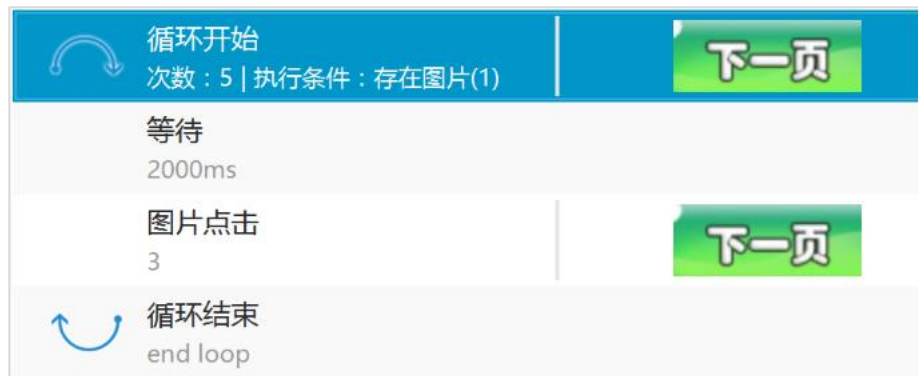 循环开始
次数：5 | 执行条件：存在图片(1)
下一页
等待
2000ms
图片点击
3
下一页
循环结束
end loop